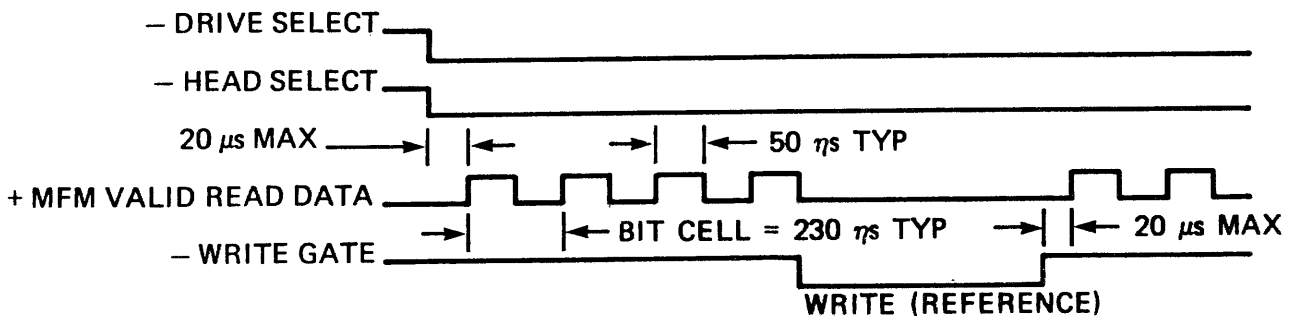 – DRIVE SELECT
– HEAD SELECT
20 μs MAX
50 ηs TYP
+ MFM VALID READ DATA
BIT CELL = 230 ηs TYP
20 μs MAX
– WRITE GATE
WRITE (REFERENCE)